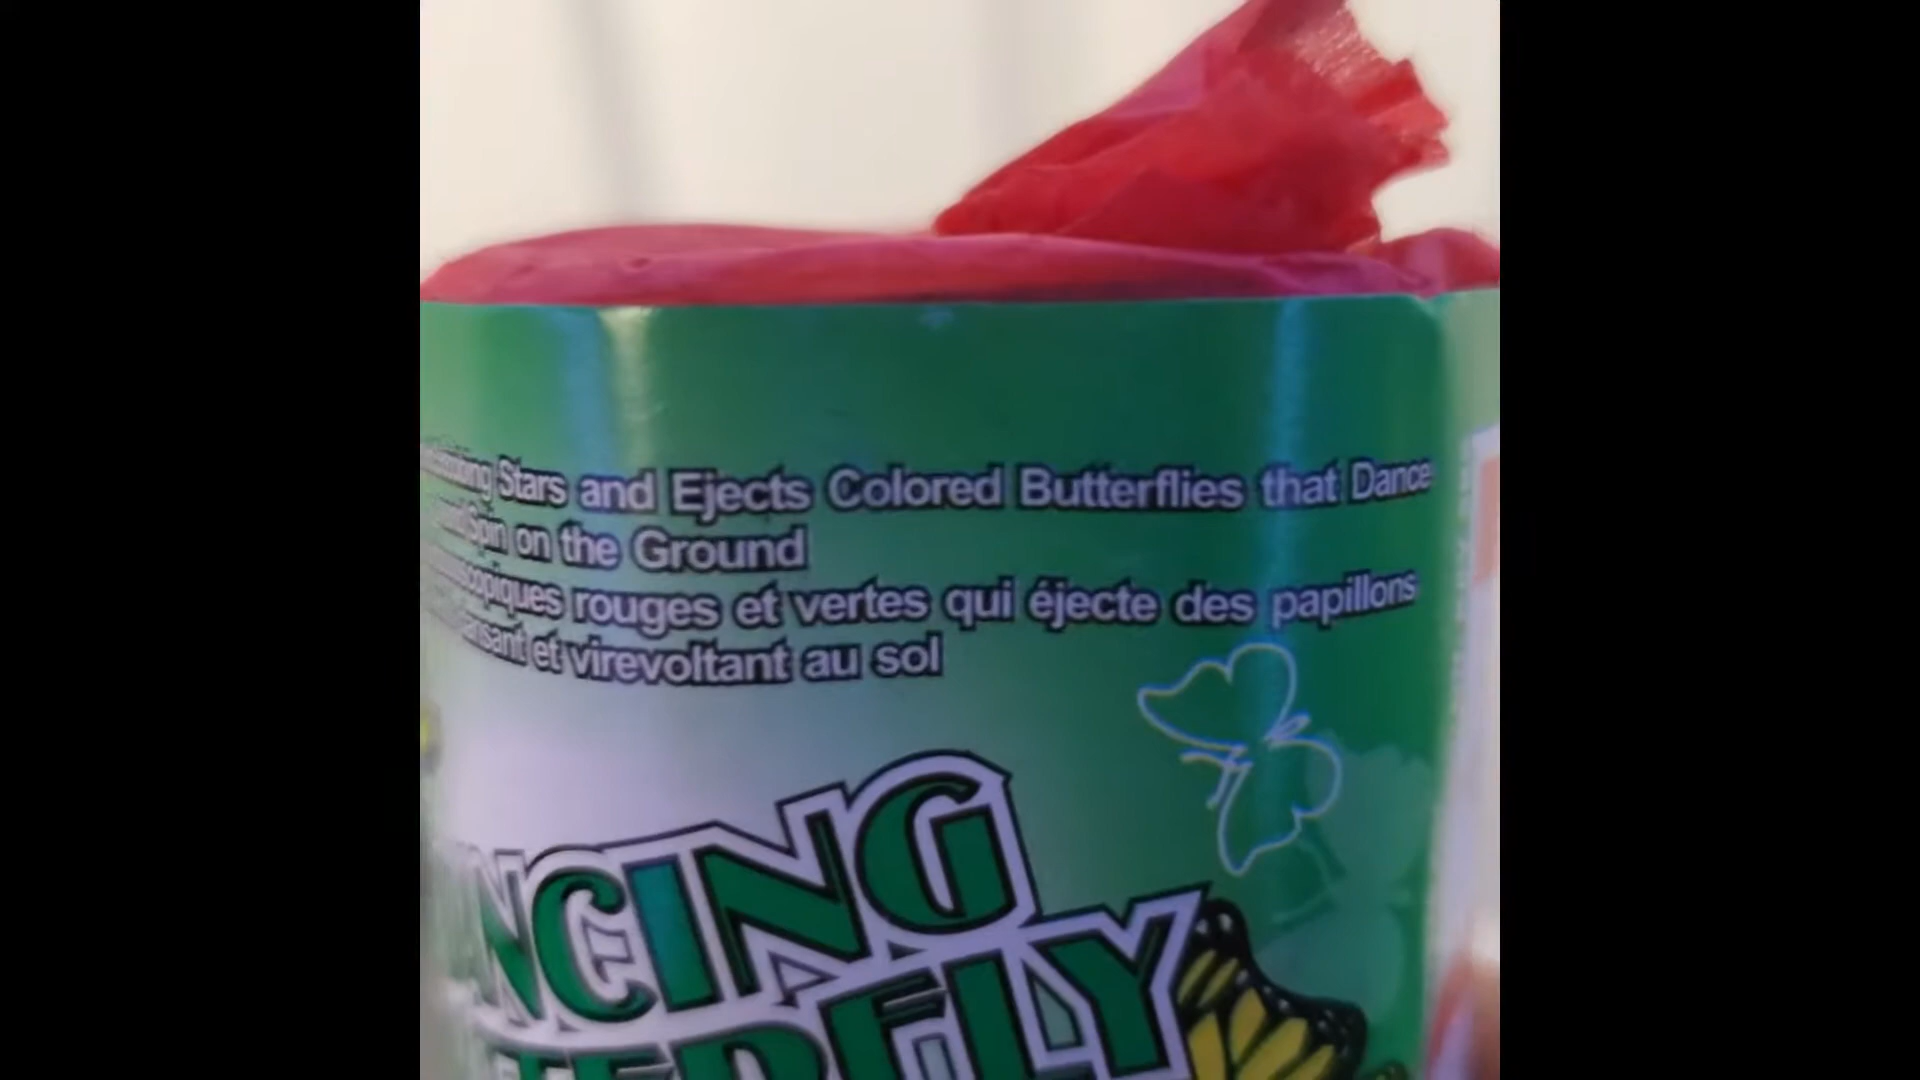 Stars and Ejects Colored Butterflies that Dance
Spin on the Ground
rouges et vertes qui éjecte des papillons
et virevoltant au sol
NCING
TERFLY